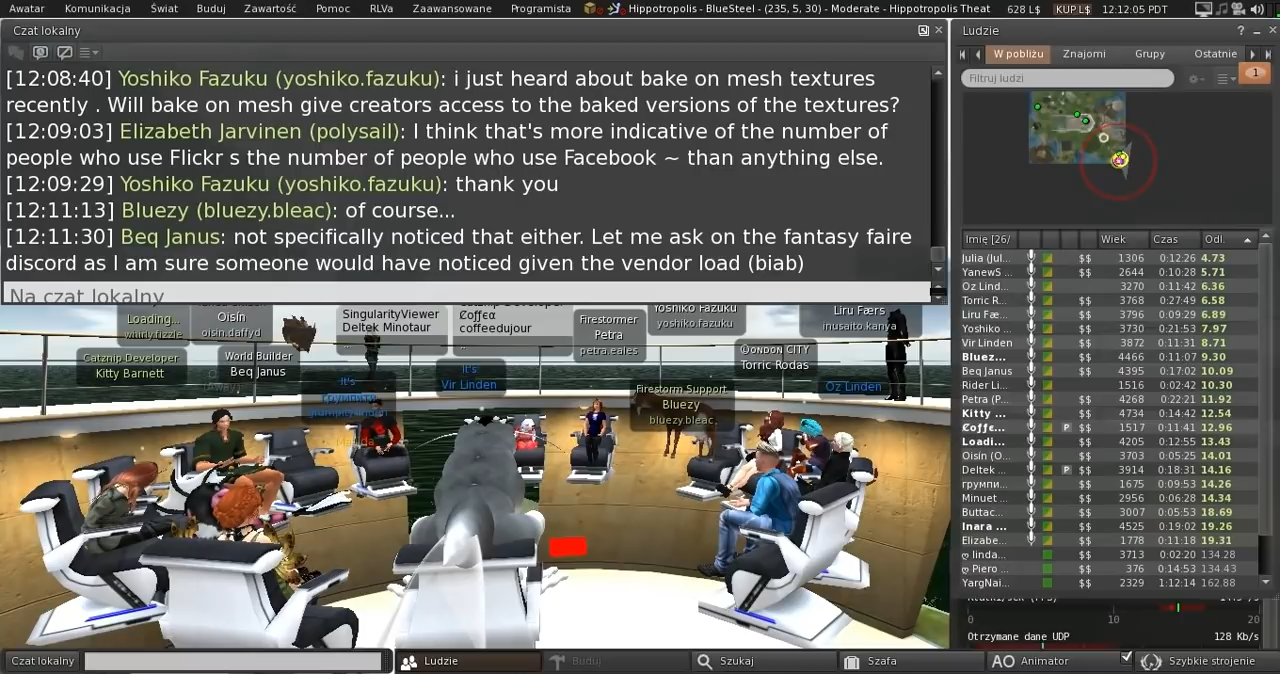 Awatar Komunikacja Świat Buduj Zawartość Pomoc RLVa Zaawansowane Programista Hippotropolis - BlueSteel - (235, 5, 30) - Moderate - Hippotropolis Theat 628 L$ KUP L$ 12:12:05 PDT
Czat lokalny
[12:08:40] Yoshiko Fazuku (yoshiko.fazuku): i just heard about bake on mesh textures
recently . Will bake on mesh give creators access to the baked versions of the textures?
[12:09:03] Elizabeth Jarvinen (polysail): I think that's more indicative of the number of
people who use Flickr s the number of people who use Facebook ~ than anything else.
[12:09:29] Yoshiko Fazuku (yoshiko.fazuku): thank you
[12:11:13] Bluezy (bluezy.bleac): of course...
[12:11:30] Beq Janus: not specifically noticed that either. Let me ask on the fantasy faire
discord as I am sure someone would have noticed given the vendor load (biab)
Na czat lokalny
Loading...
whirly.fizzle
Oisín
oisin.daffyd
SingularityViewer
Deltek Minotaur
Catznip Developer
Coffee
coffeedujour
Firestormer
Petra
petra.eales
Yoshiko Fazuku
yoshiko.fazuku
Liru Færs
inusaito.kanya
Catznip Developer
Kitty Barnett
World Builder
Beq Janus
It's
Vir Linden
LONDON CITY
Torric Rodas
It's
Oz Linden
Firestorm Support
Bluezy
bluezy.bleac
Ludzie
W pobliżu Znajomi Grupy Ostatnie
Filtruj ludzi
1
Imię [26/ Wiek Czas Odl.
Julia (Jul... $$ 1306 0:12:26 4.73
YanewS ... $$ 2644 0:10:28 5.71
Oz Lind... 3270 0:11:42 6.36
Torric R... $$ 3768 0:27:49 6.58
Liru Fæ... $$ 3796 0:09:29 6.89
Yoshiko ... $$ 3730 0:21:53 7.97
Vir Linden $$ 3872 0:11:31 8.71
Bluez... $$ 4466 0:11:07 9.30
Beq Janus $$ 4395 0:17:02 10.09
Rider Li... 1516 0:02:42 10.30
Petra (P... $$ 4268 0:22:21 11.92
Kitty ... $$ 4734 0:14:42 12.54
Coffe... P $$ 1517 0:11:41 12.96
Loadi... $$ 4205 0:12:55 13.43
Oisín (O... $$ 3703 0:05:25 14.01
Deltek ... P $$ 3914 0:18:31 14.16
групми... $$ 1675 0:09:53 14.26
Minuet ... $$ 2956 0:06:28 14.34
Buttac... $$ 3007 0:05:53 18.69
Inara ... $$ 4525 0:19:02 19.26
Elizabe... $$ 1778 0:11:18 19.31
ღ linda... $$ 3713 0:02:20 134.28
ღ Piero ... $$ 376 0:14:53 134.43
YargNai... $$ 2329 1:12:14 162.88
0 10 20
Otrzymane dane UDP 128 Kb/s
Czat lokalny Ludzie Buduj Szukaj Szafa AO Animator Szybkie strojenie